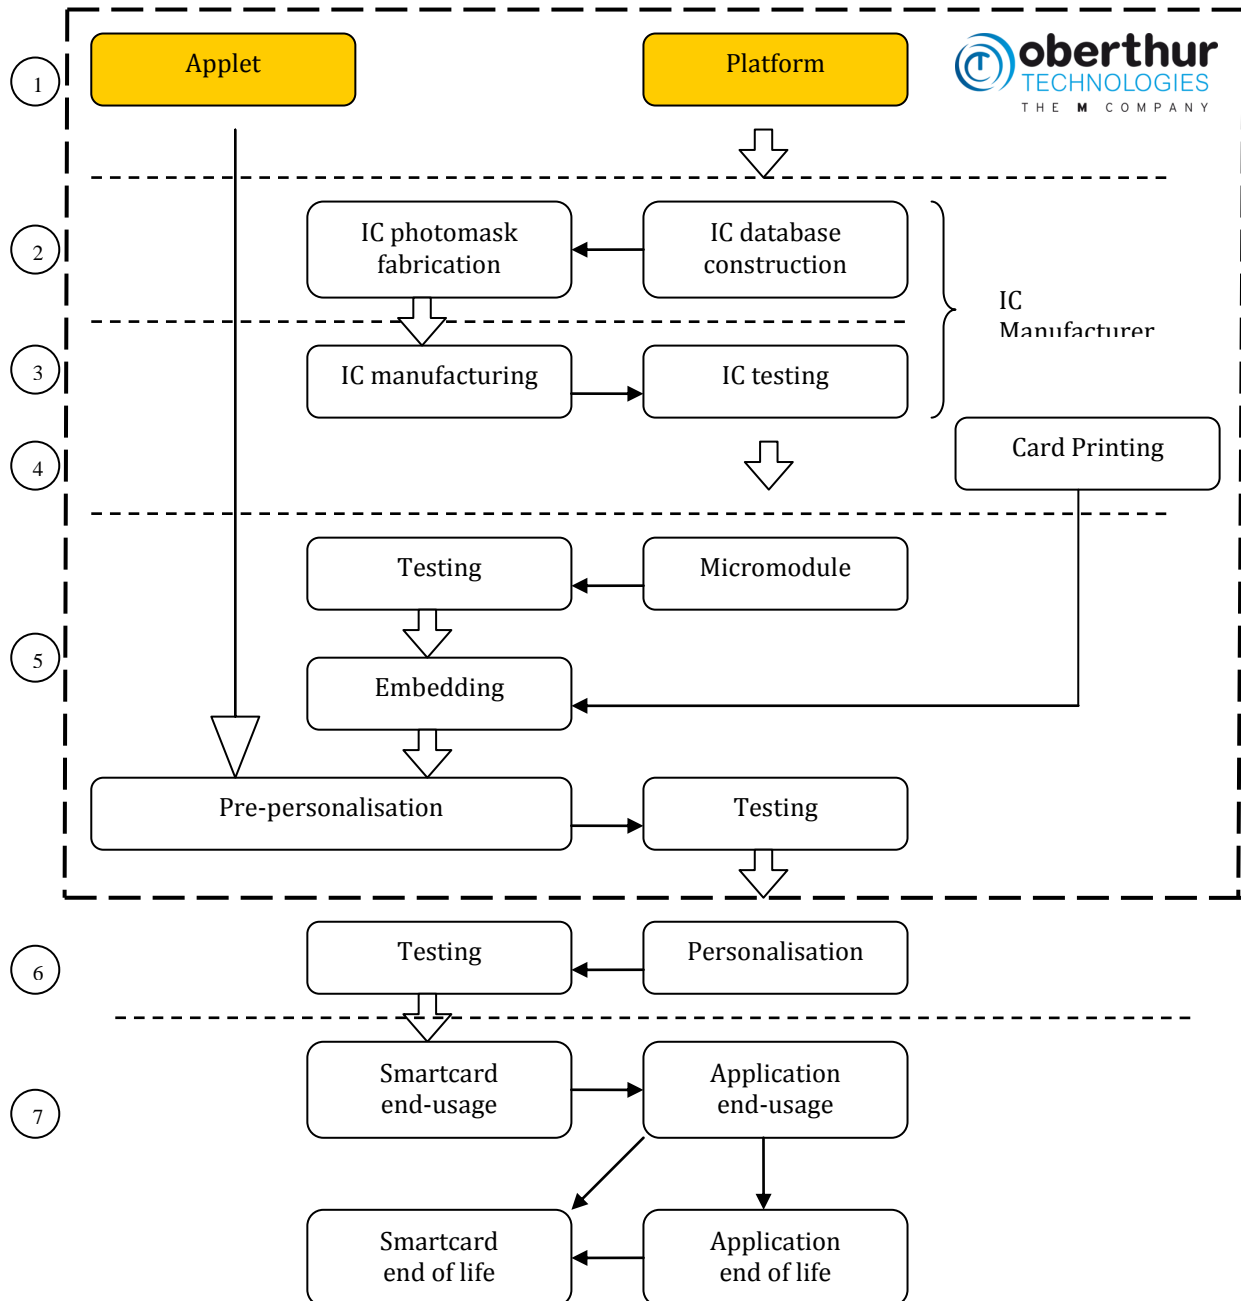 1
Applet
Platform
oberthur
TECHNOLOGIES
THE M COMPANY
2
IC photomask
fabrication
IC database
construction
IC
Manufacturer
3
IC manufacturing
IC testing
4
Card Printing
Testing
Micromodule
5
Embedding
Pre-personalisation
Testing
6
Testing
Personalisation
7
Smartcard
end-usage
Application
end-usage
Smartcard
end of life
Application
end of life